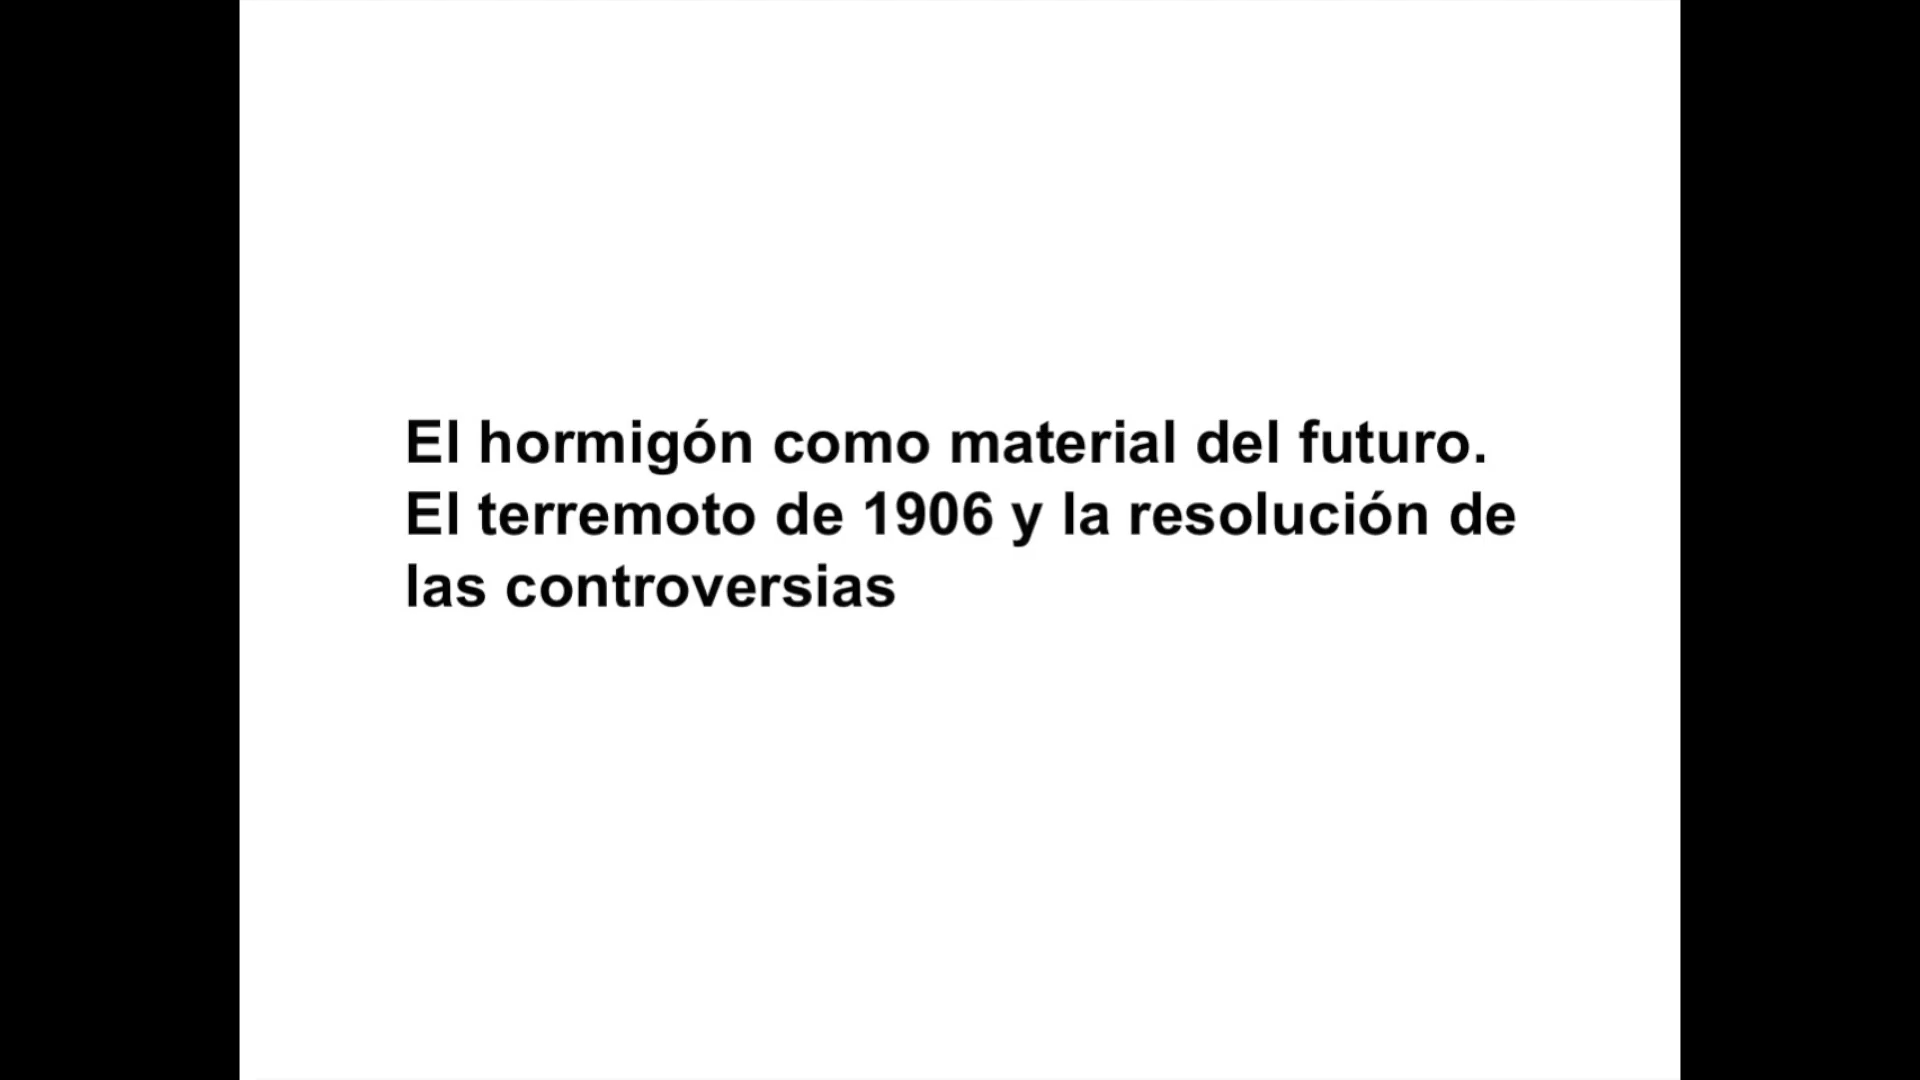 El hormigón como material del futuro.
El terremoto de 1906 y la resolución de
las controversias